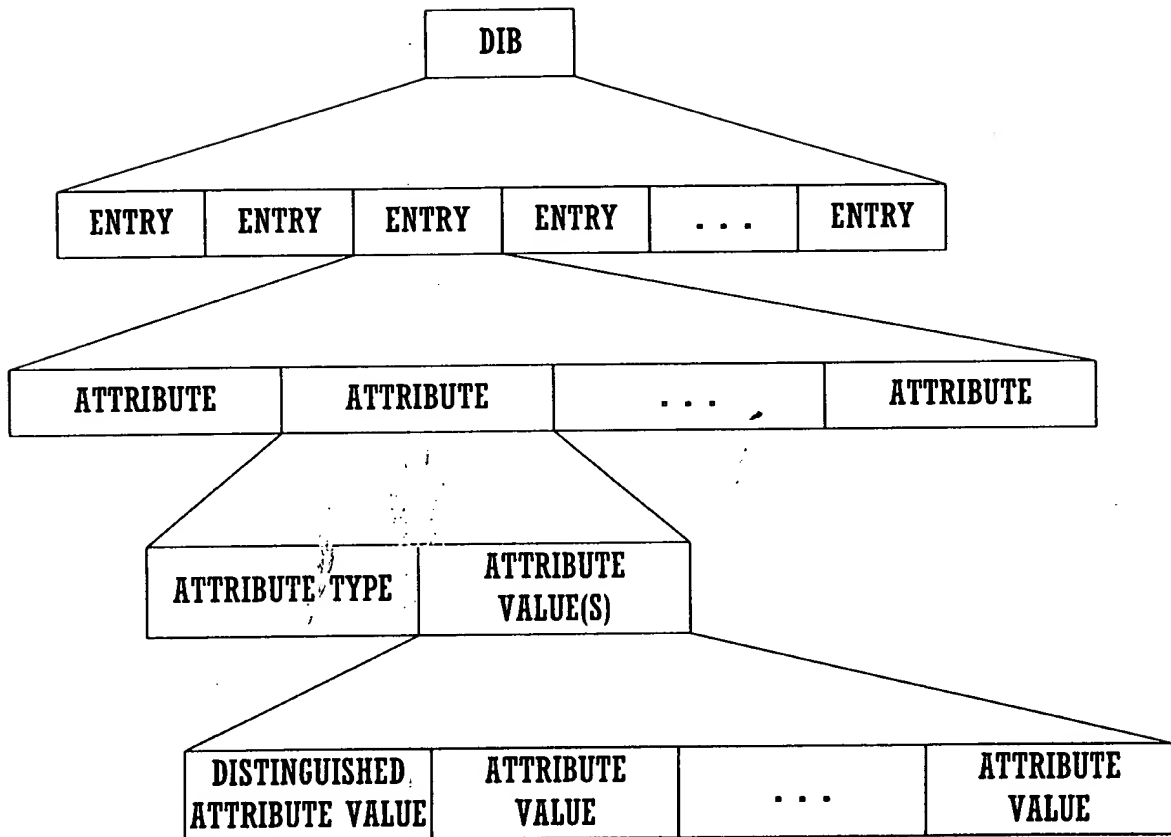 DIB
ENTRY ENTRY ENTRY ENTRY ... ENTRY
ATTRIBUTE ATTRIBUTE ... ATTRIBUTE
ATTRIBUTE TYPE
ATTRIBUTE
VALUE(S)
DISTINGUISHED
ATTRIBUTE VALUE
ATTRIBUTE
VALUE
...
ATTRIBUTE
VALUE